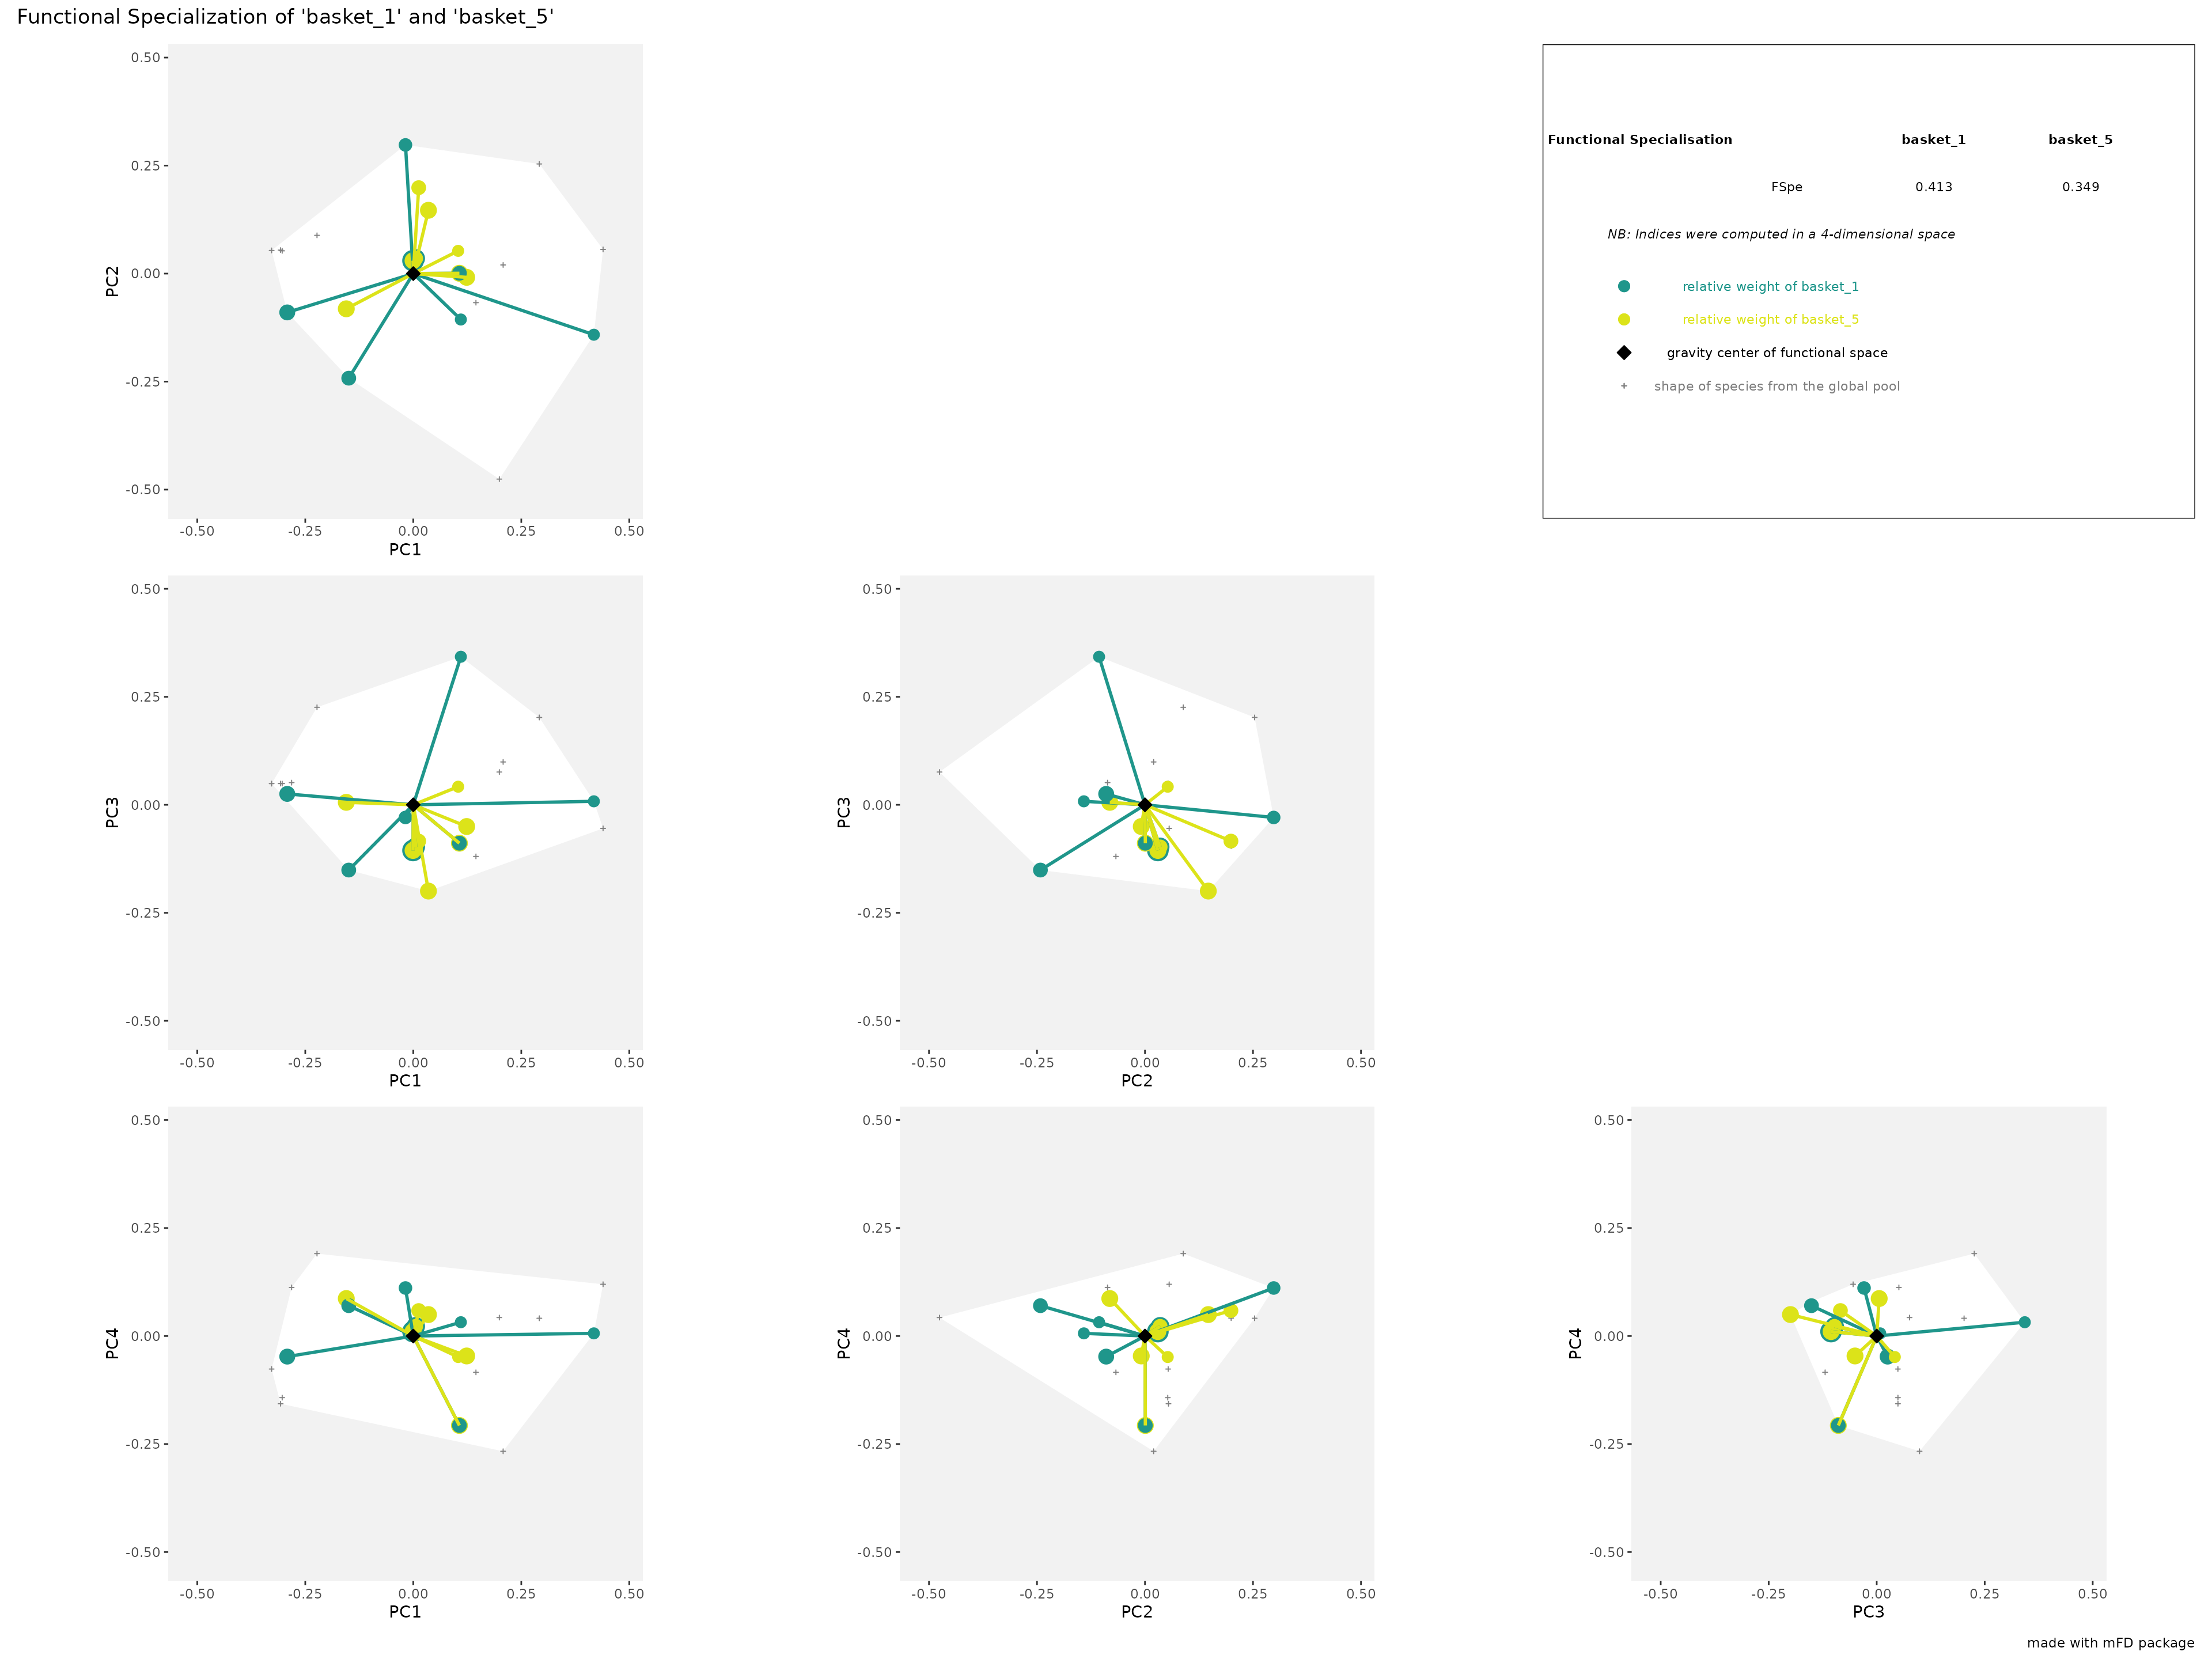 Functional Specialization of 'basket_1' and 'basket_5'
0.50
0.25
0.00
-0.25
-0.50
PC2
-0.50 -0.25 0.00 0.25 0.50
PC1
Functional Specialisation basket_1 basket_5
FSpe 0.413 0.349
NB: Indices were computed in a 4-dimensional space
relative weight of basket_1
relative weight of basket_5
gravity center of functional space
shape of species from the global pool
0.50
0.25
0.00
-0.25
-0.50
PC3
-0.50 -0.25 0.00 0.25 0.50
PC1
0.50
0.25
0.00
-0.25
-0.50
PC3
-0.50 -0.25 0.00 0.25 0.50
PC2
0.50
0.25
0.00
-0.25
-0.50
PC4
-0.50 -0.25 0.00 0.25 0.50
PC1
0.50
0.25
0.00
-0.25
-0.50
PC4
-0.50 -0.25 0.00 0.25 0.50
PC2
0.50
0.25
0.00
-0.25
-0.50
PC4
-0.50 -0.25 0.00 0.25 0.50
PC3
made with mFD package